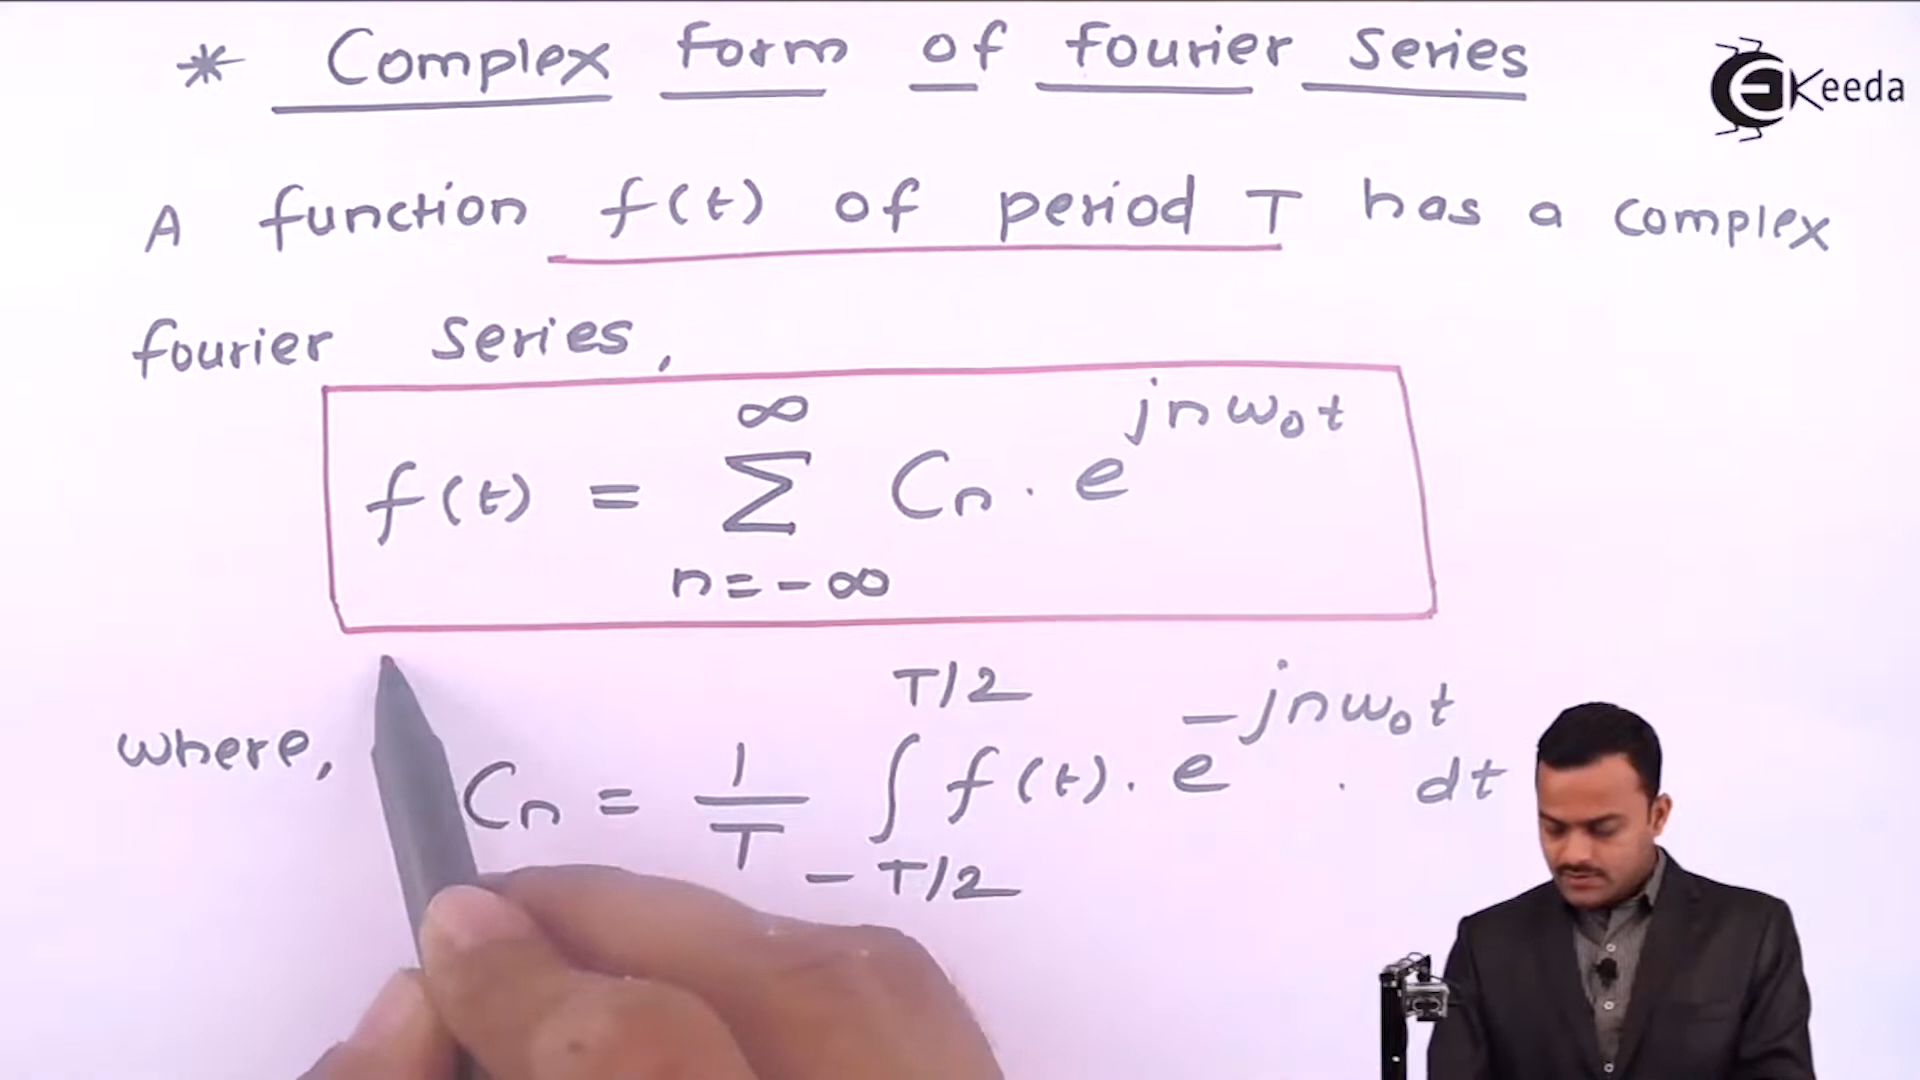 * Complex form of fourier series
EKeeda
A function f(t) of period T has a complex
fourier series,
f(t) = ∞ Σ n=-∞ Cn . e^jnω₀t
where, Cn = 1/T ∫ -T/2 T/2 f(t) . e^-jnω₀t . dt